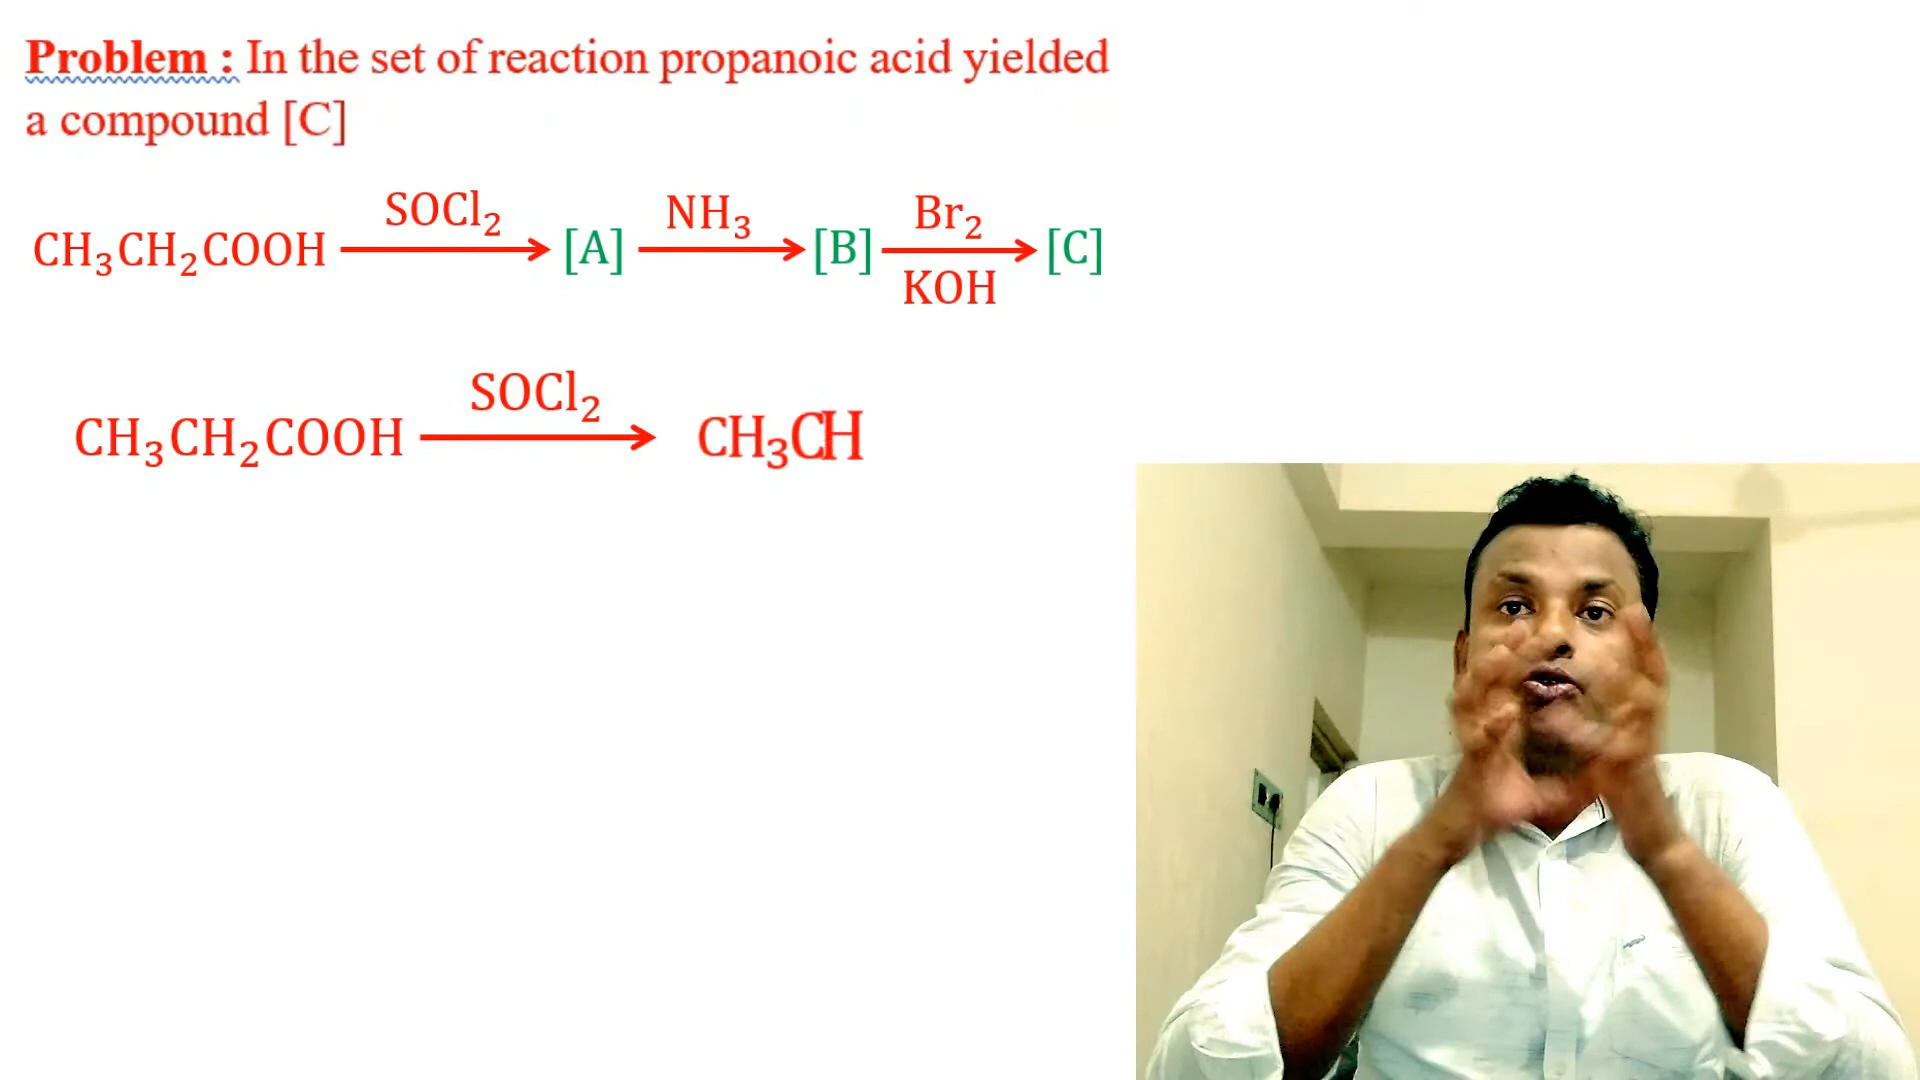 Problem : In the set of reaction propanoic acid yielded
a compound [C]
CH₃CH₂COOH —SOCl₂→ [A] —NH₃→ [B] —Br₂/KOH→ [C]
CH₃CH₂COOH —SOCl₂→ CH₃CH